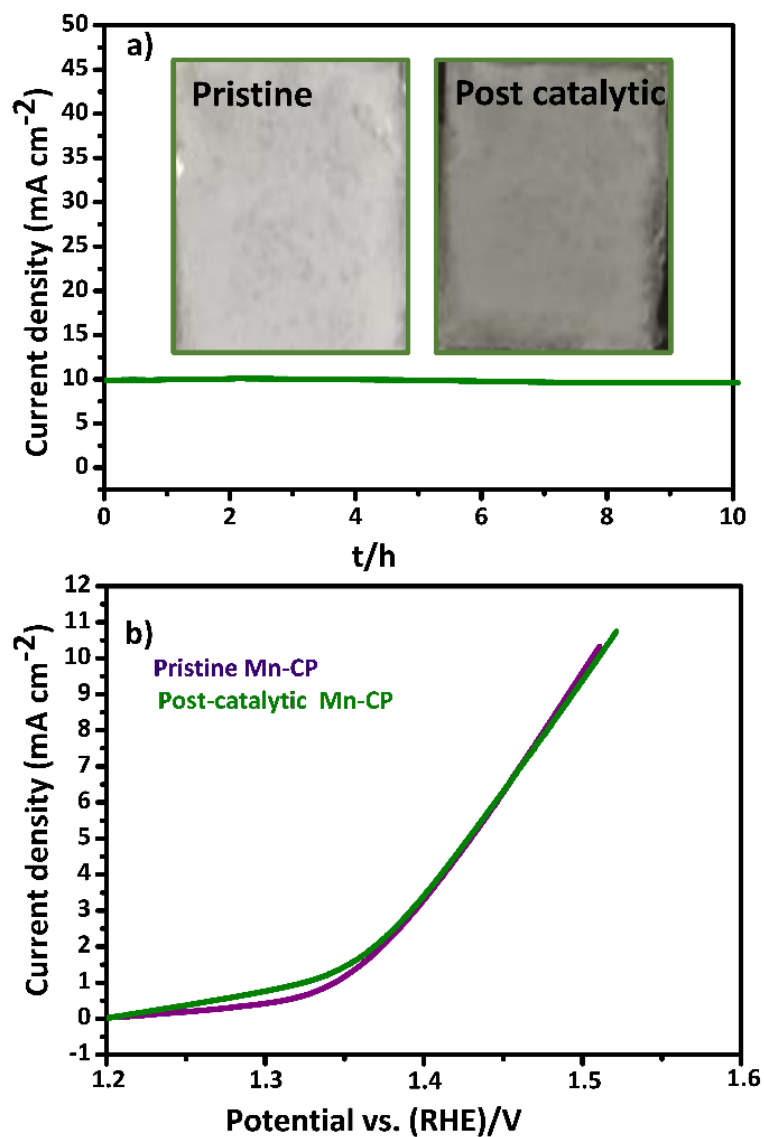 a)
Pristine
Post catalytic
Current density (mA cm⁻²)
50
45
40
35
30
25
20
15
10
5
0
0 2 4 6 8 10
t/h
b)
Pristine Mn-CP
Post-catalytic Mn-CP
Current density (mA cm⁻²)
12
11
10
9
8
7
6
5
4
3
2
1
0
-1
1.2 1.3 1.4 1.5 1.6
Potential vs. (RHE)/V